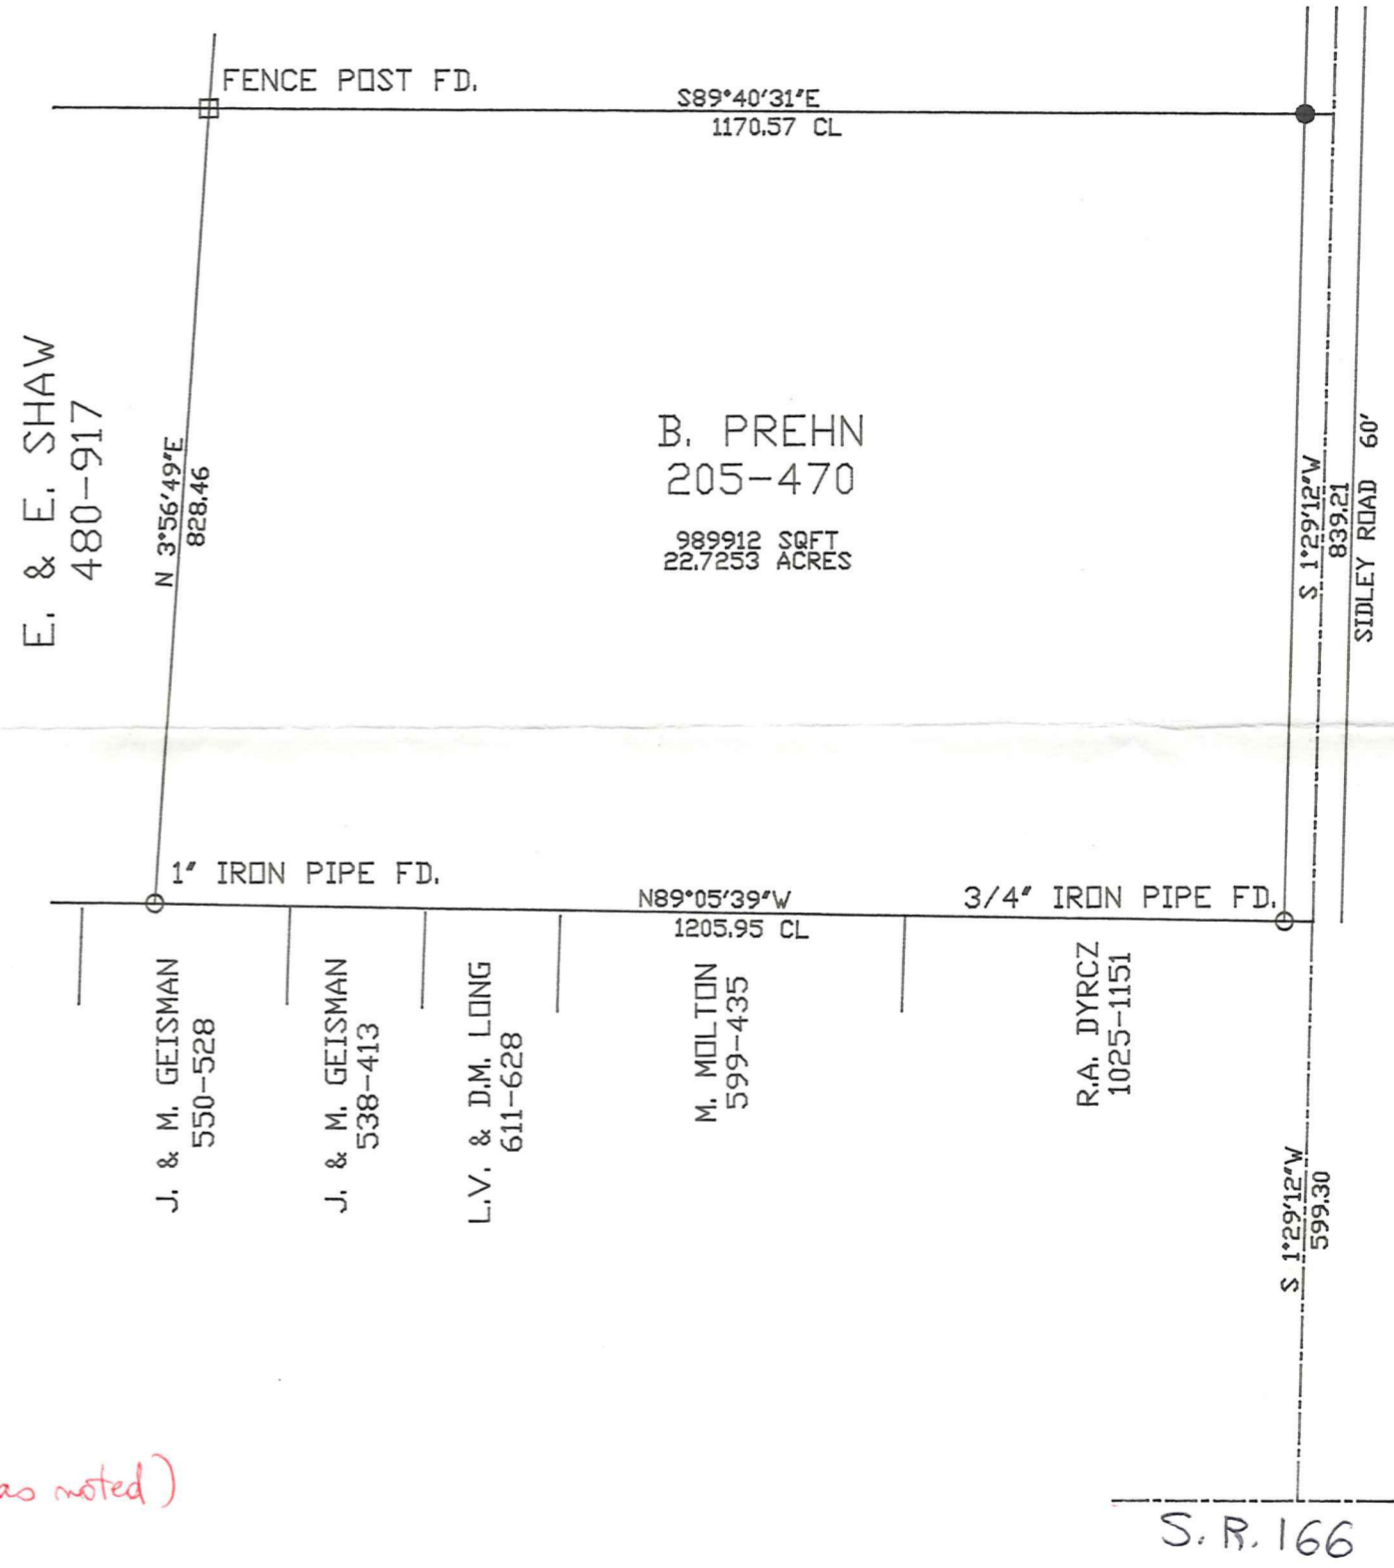 FENCE POST FD.
S89°40'31"E
1170.57 CL
E. & E. SHAW
480-917
N 3°56'49"E
828.46
B. PREHN
205-470
989912 SQFT
22.7253 ACRES
S 1°29'12"W
839.21
SIDLEY ROAD 60'
1" IRON PIPE FD.
N89°05'39"W
1205.95 CL
3/4" IRON PIPE FD.
J. & M. GEISMAN
550-528
J. & M. GEISMAN
538-413
L.V. & D.M. LONG
611-628
M. MOLTON
599-435
R.A. DYRCZ
1025-1151
S 1°29'12"W
599.30
as noted)
S.R. 166